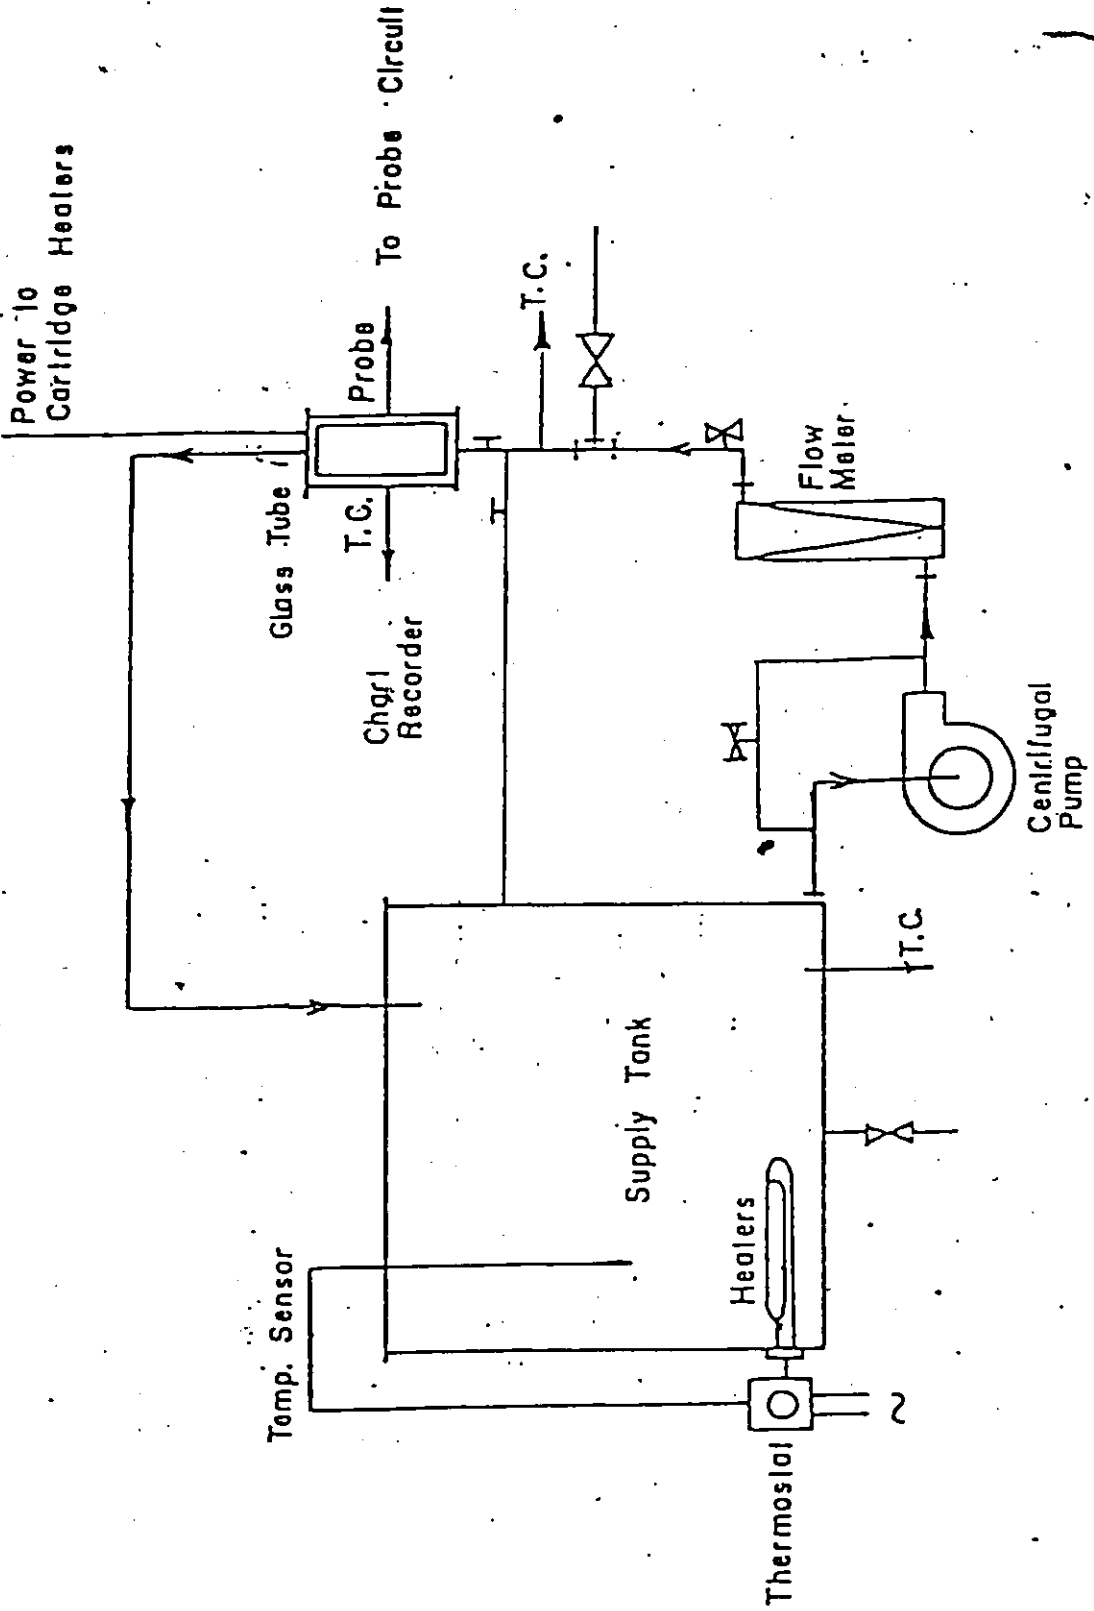 Power to
Cartridge Heaters
To Probe Circuit
Probe
Glass Tube
T.C.
Chart
Recorder
T.C.
Flow
Meter
Centrifugal
Pump
Temp. Sensor
Supply Tank
T.C.
Heaters
Thermostat